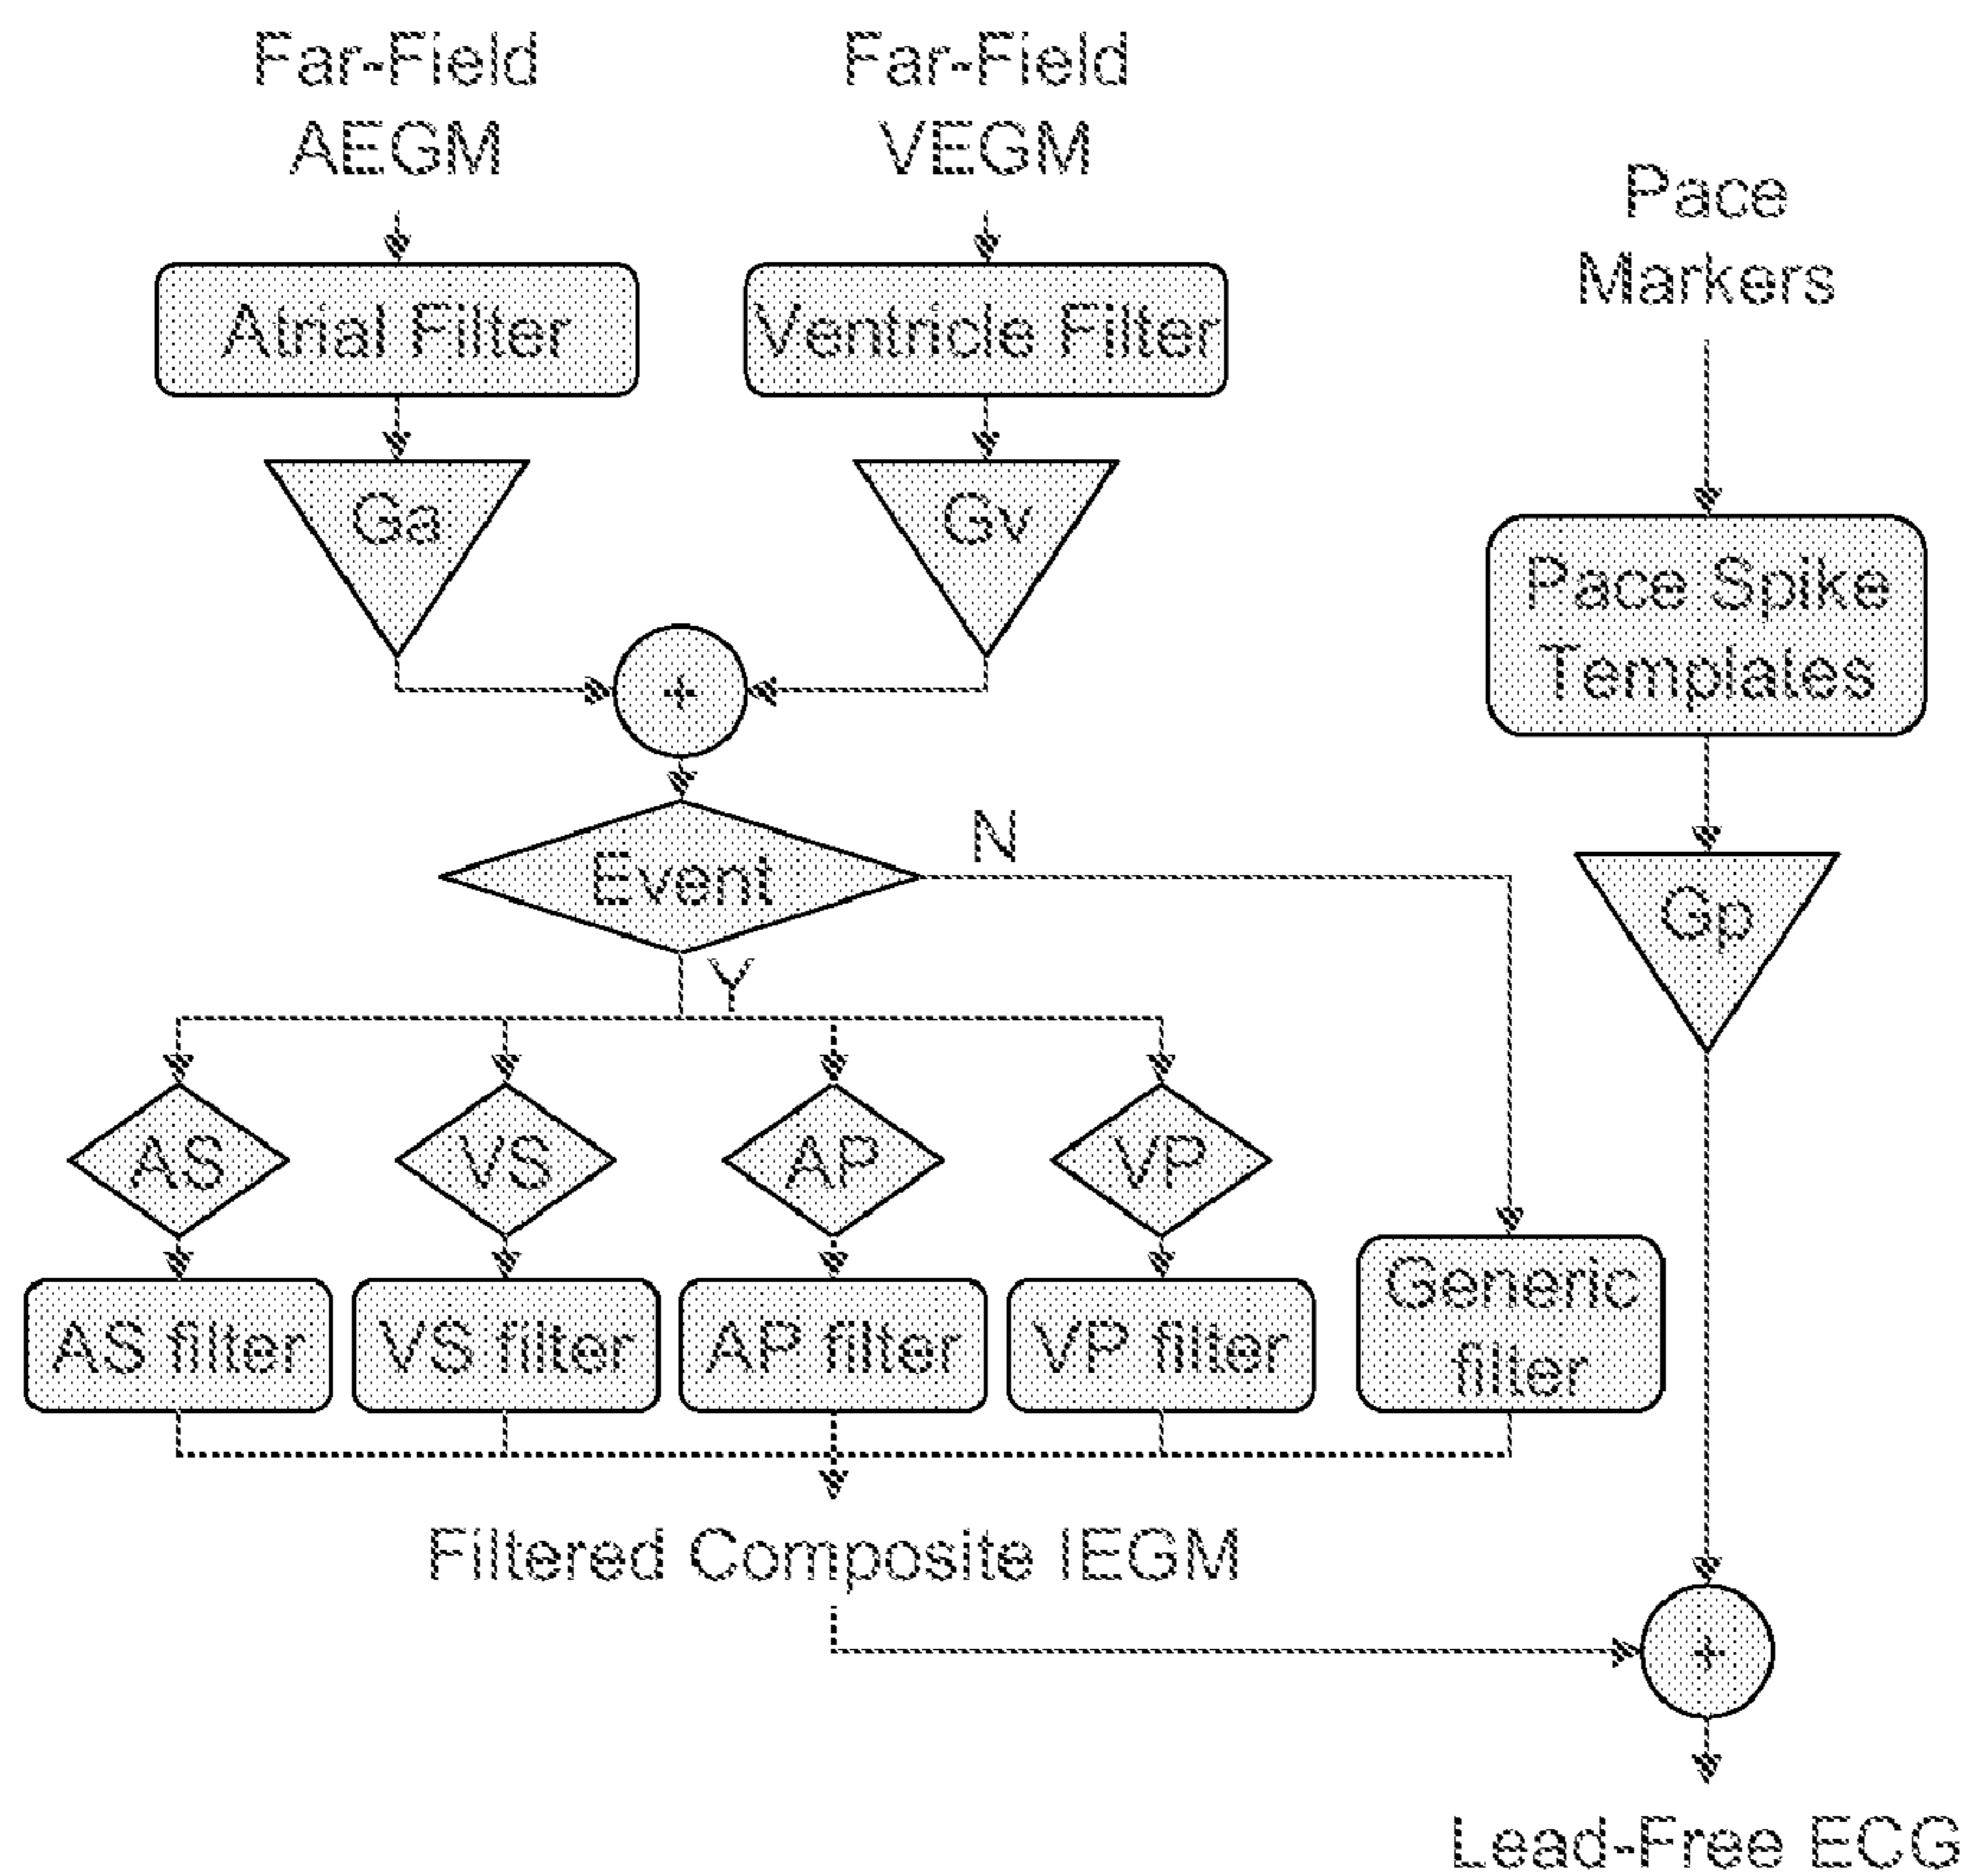 Far-Field
AEGM
Far-Field
VEGM
Pace
Markers
Atrial Filter
Ventricle Filter
Ga
Gv
Pace Spike
Templates
+
N
Event
Gp
Y
AS
VS
AP
VP
AS filter
VS filter
AP filter
VP filter
Generic
filter
Filtered Composite IEGM
+
Lead-Free ECG